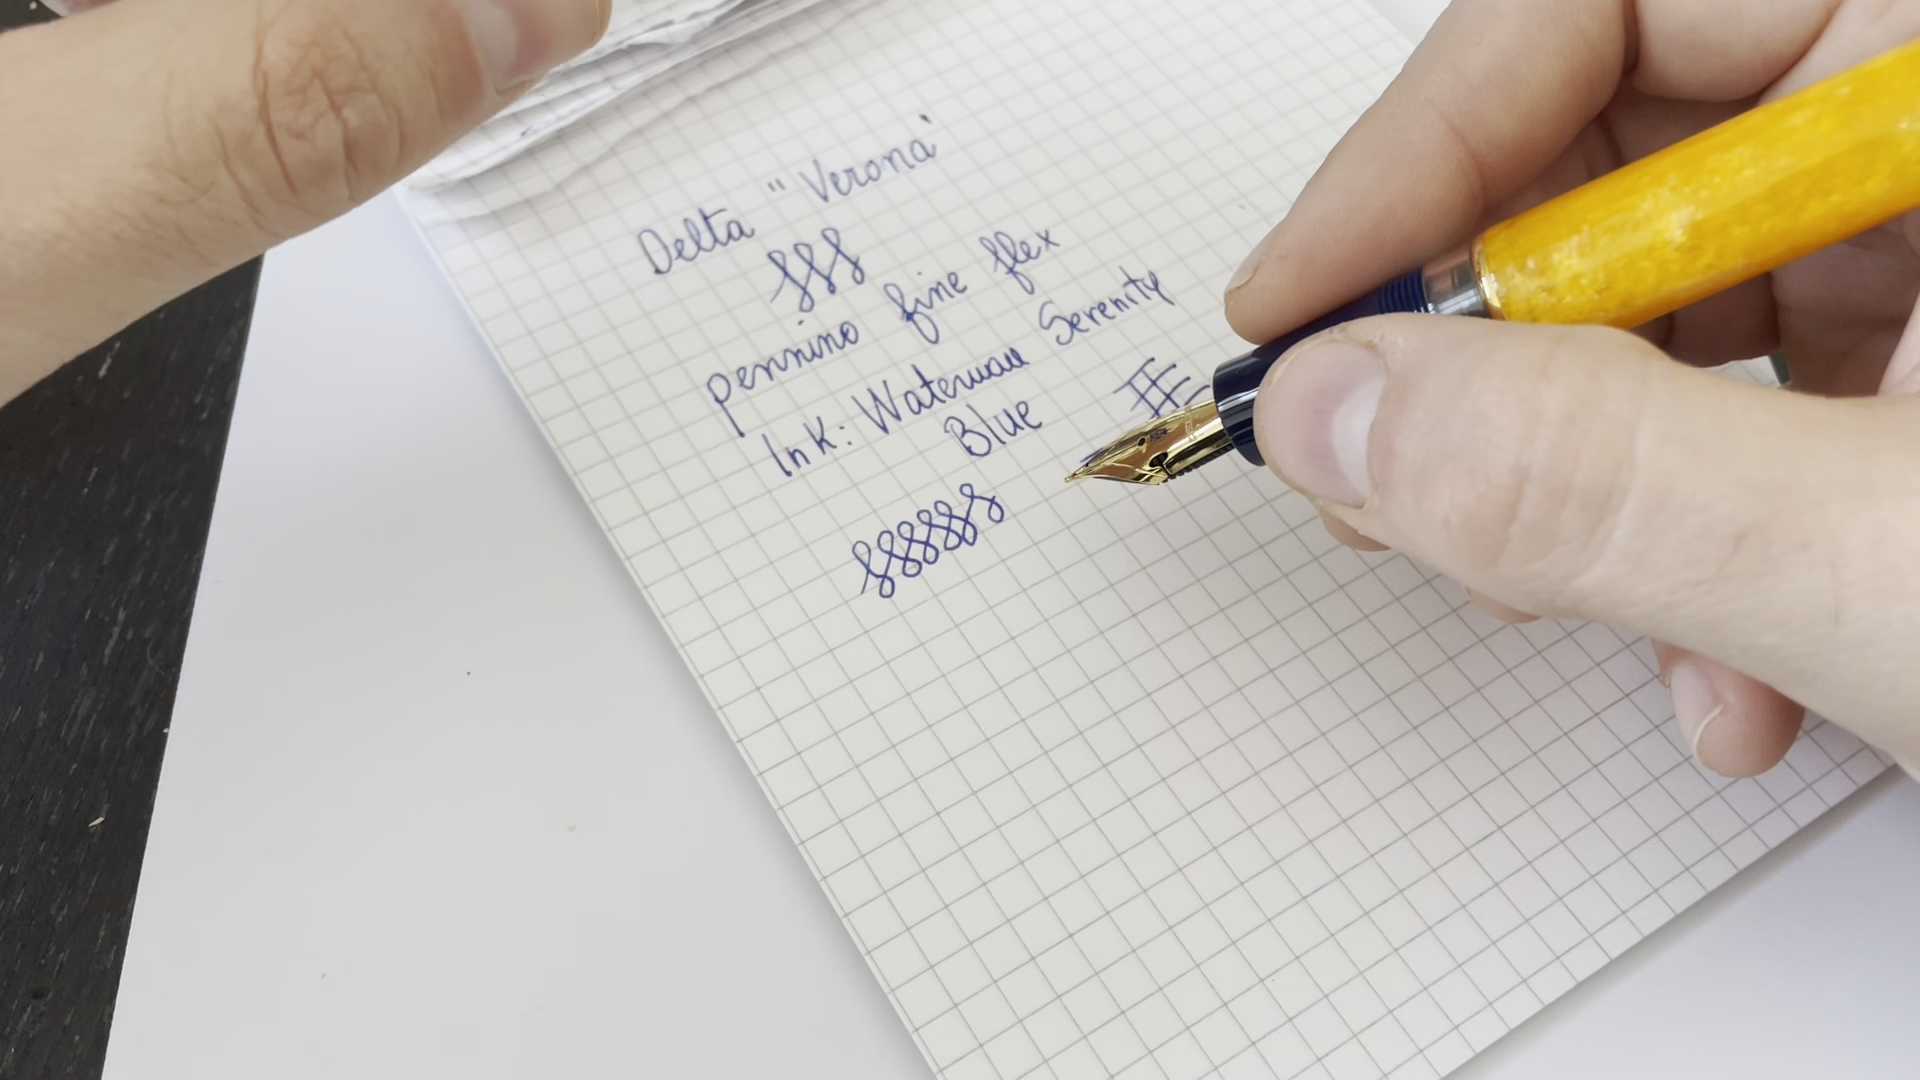 Delta "Verona"
pennino fine flex
Ink: Waterman Serenity
Blue